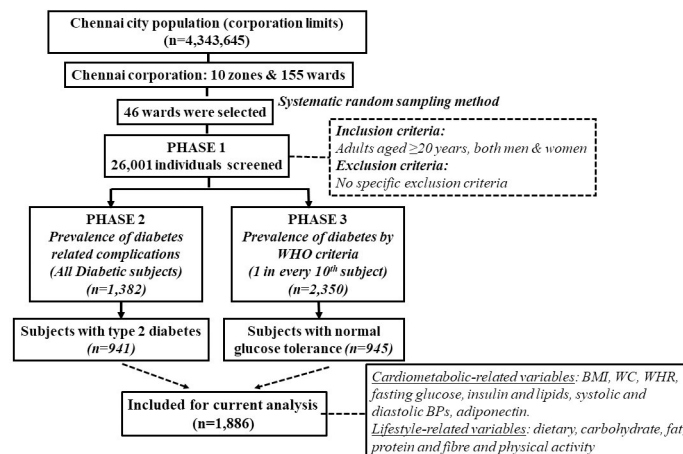 Chennai city population (corporation limits)
(n=4,343,645)
Chennai corporation: 10 zones & 155 wards
46 wards were selected
Systematic random sampling method
PHASE 1
26,001 individuals screened
Inclusion criteria:
Adults aged ≥20 years, both men & women
Exclusion criteria:
No specific exclusion criteria
PHASE 2
Prevalence of diabetes
related complications
(All Diabetic subjects)
(n=1,382)
PHASE 3
Prevalence of diabetes by
WHO criteria
(1 in every 10th subject)
(n=2,350)
Subjects with type 2 diabetes
(n=941)
Subjects with normal
glucose tolerance (n=945)
Included for current analysis
(n=1,886)
Cardiometabolic-related variables: BMI, WC, WHR,
fasting glucose, insulin and lipids, systolic and
diastolic BPs, adiponectin.
Lifestyle-related variables: dietary, carbohydrate, fat,
protein and fibre and physical activity